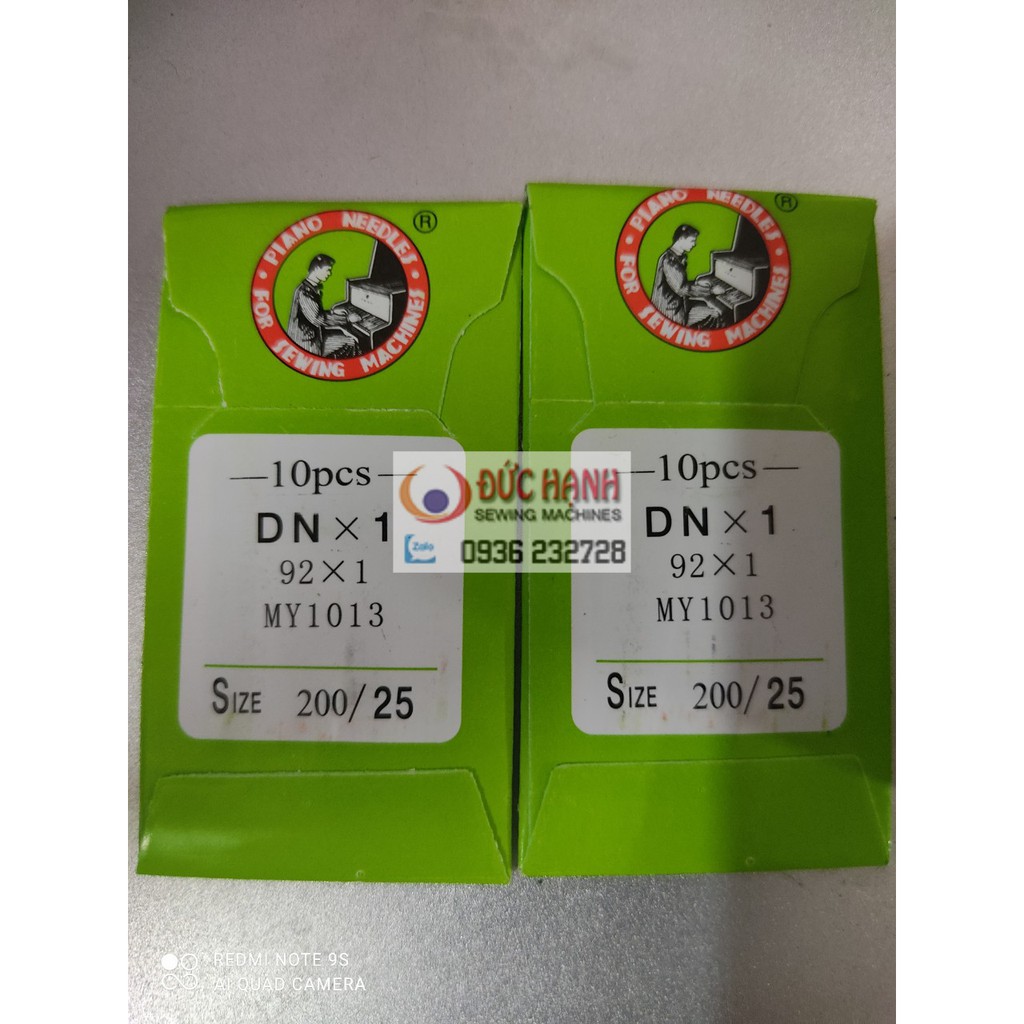 PIANO NEEDLES
FOR SEWING MACHINES
®
—10pcs—
DN×1
92×1
MY1013
SIZE 200/25
PIANO NEEDLES
FOR SEWING MACHINES
®
—10pcs—
DN×1
92×1
MY1013
SIZE 200/25
ĐỨC HẠNH
SEWING MACHINES
Zalo 0936 232728
REDMI NOTE 9S
AI QUAD CAMERA